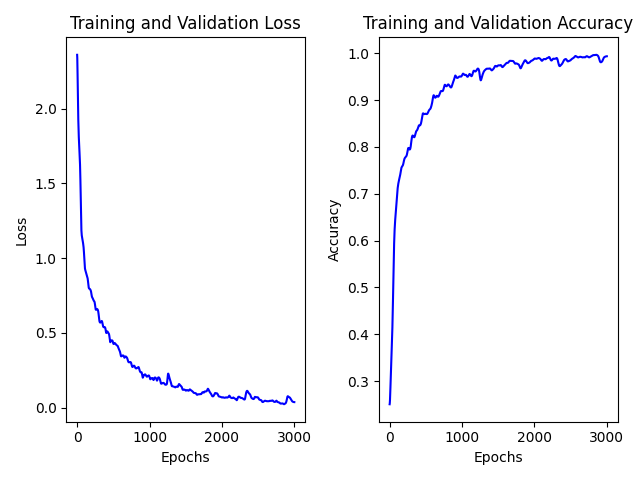 Training and Validation Loss
2.0
1.5
1.0
0.5
0.0
0 1000 2000 3000
Loss
Epochs
Training and Validation Accuracy
1.0
0.9
0.8
0.7
0.6
0.5
0.4
0.3
0 1000 2000 3000
Accuracy
Epochs